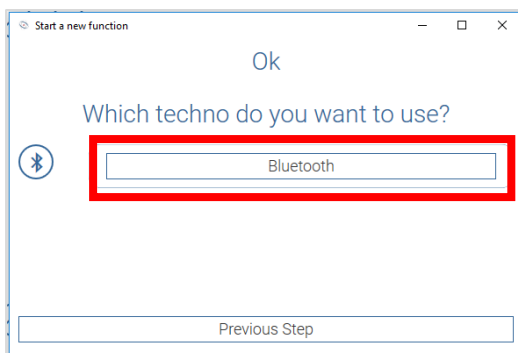 Start a new function
Ok
Which techno do you want to use?
Bluetooth
Previous Step